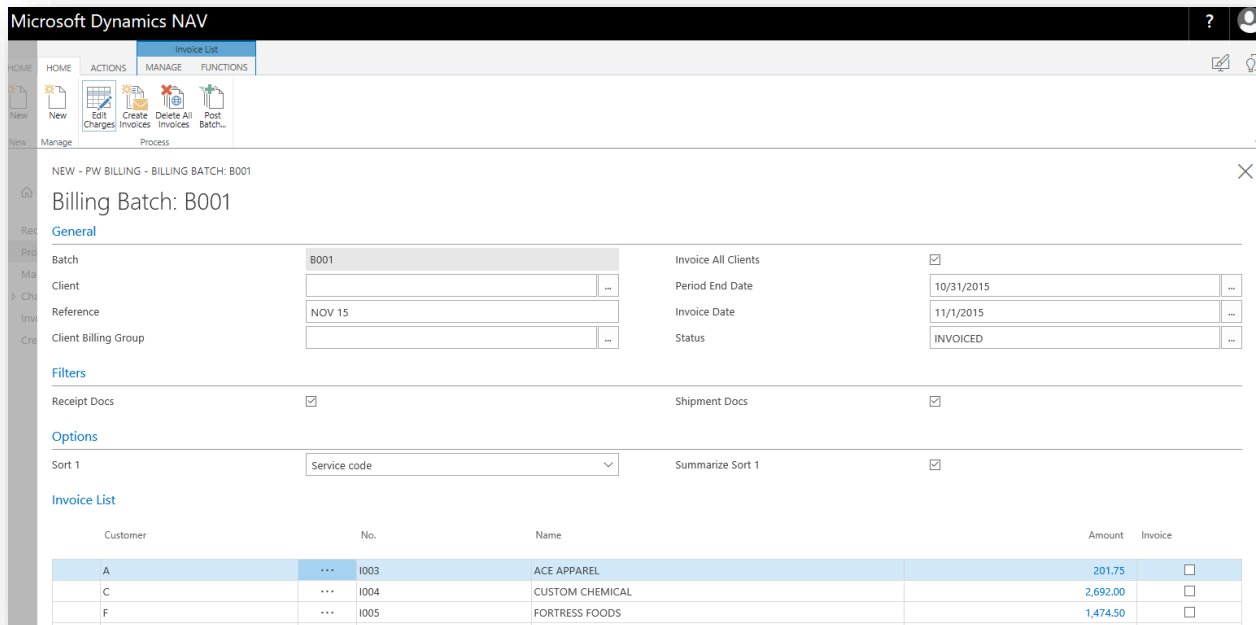 Microsoft Dynamics NAV ?
Invoice List
HOME HOME ACTIONS MANAGE FUNCTIONS
New New Edit Charges Create Invoices Delete All Invoices Post Batch...
New Manage Process
NEW - PW BILLING - BILLING BATCH: B001
Billing Batch: B001
General
Batch B001 Invoice All Clients
Client ... Period End Date 10/31/2015 ...
Reference NOV 15 Invoice Date 11/1/2015 ...
Client Billing Group ... Status INVOICED ...
Filters
Receipt Docs Shipment Docs
Options
Sort 1 Service code Summarize Sort 1
Invoice List
Customer No. Name Amount Invoice
A ... I003 ACE APPAREL 201.75
C ... I004 CUSTOM CHEMICAL 2,692.00
F ... I005 FORTRESS FOODS 1,474.50